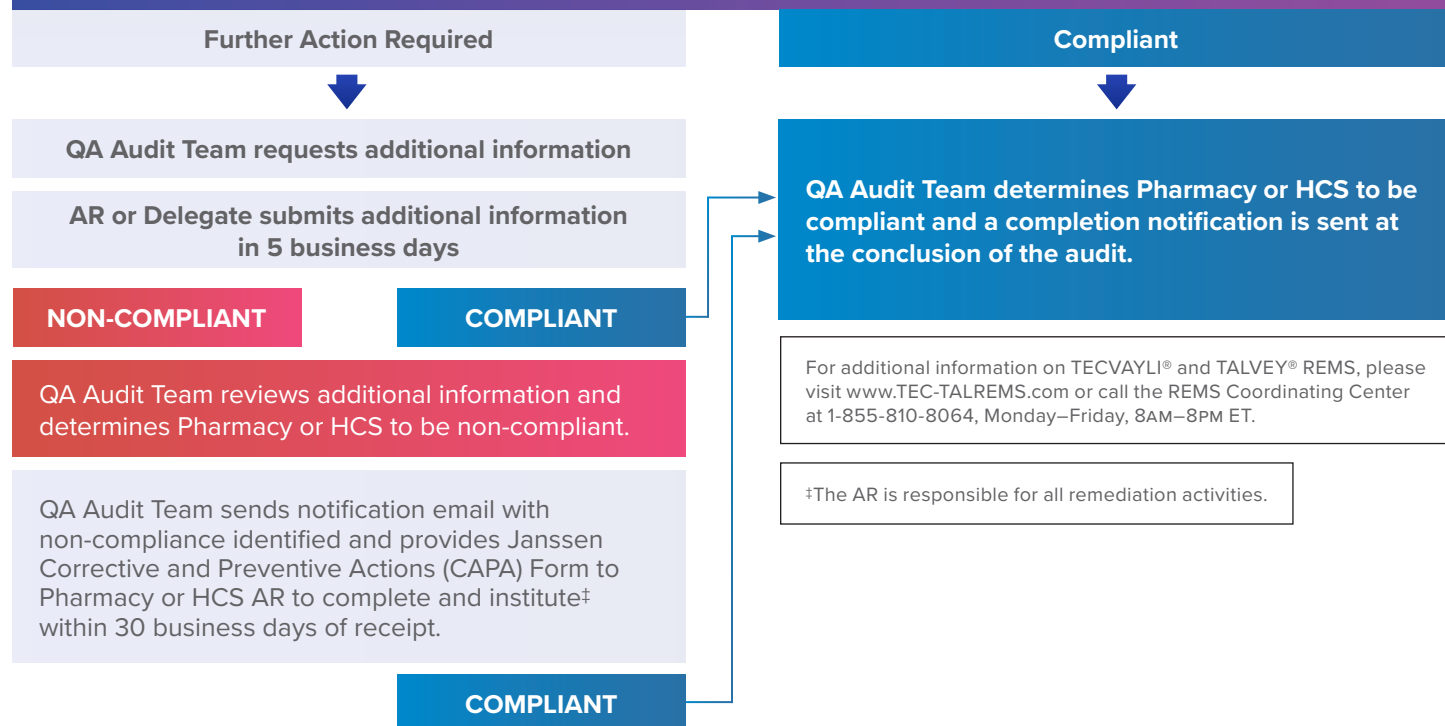 Further Action Required
QA Audit Team requests additional information
AR or Delegate submits additional information
in 5 business days
NON-COMPLIANT
COMPLIANT
QA Audit Team reviews additional information and
determines Pharmacy or HCS to be non-compliant.
QA Audit Team sends notification email with
non-compliance identified and provides Janssen
Corrective and Preventive Actions (CAPA) Form to
Pharmacy or HCS AR to complete and institute‡
within 30 business days of receipt.
COMPLIANT
Compliant
QA Audit Team determines Pharmacy or HCS to be
compliant and a completion notification is sent at
the conclusion of the audit.
For additional information on TECVAYLI® and TALVEY® REMS, please
visit www.TEC-TALREMS.com or call the REMS Coordinating Center
at 1-855-810-8064, Monday–Friday, 8AM–8PM ET.
‡The AR is responsible for all remediation activities.